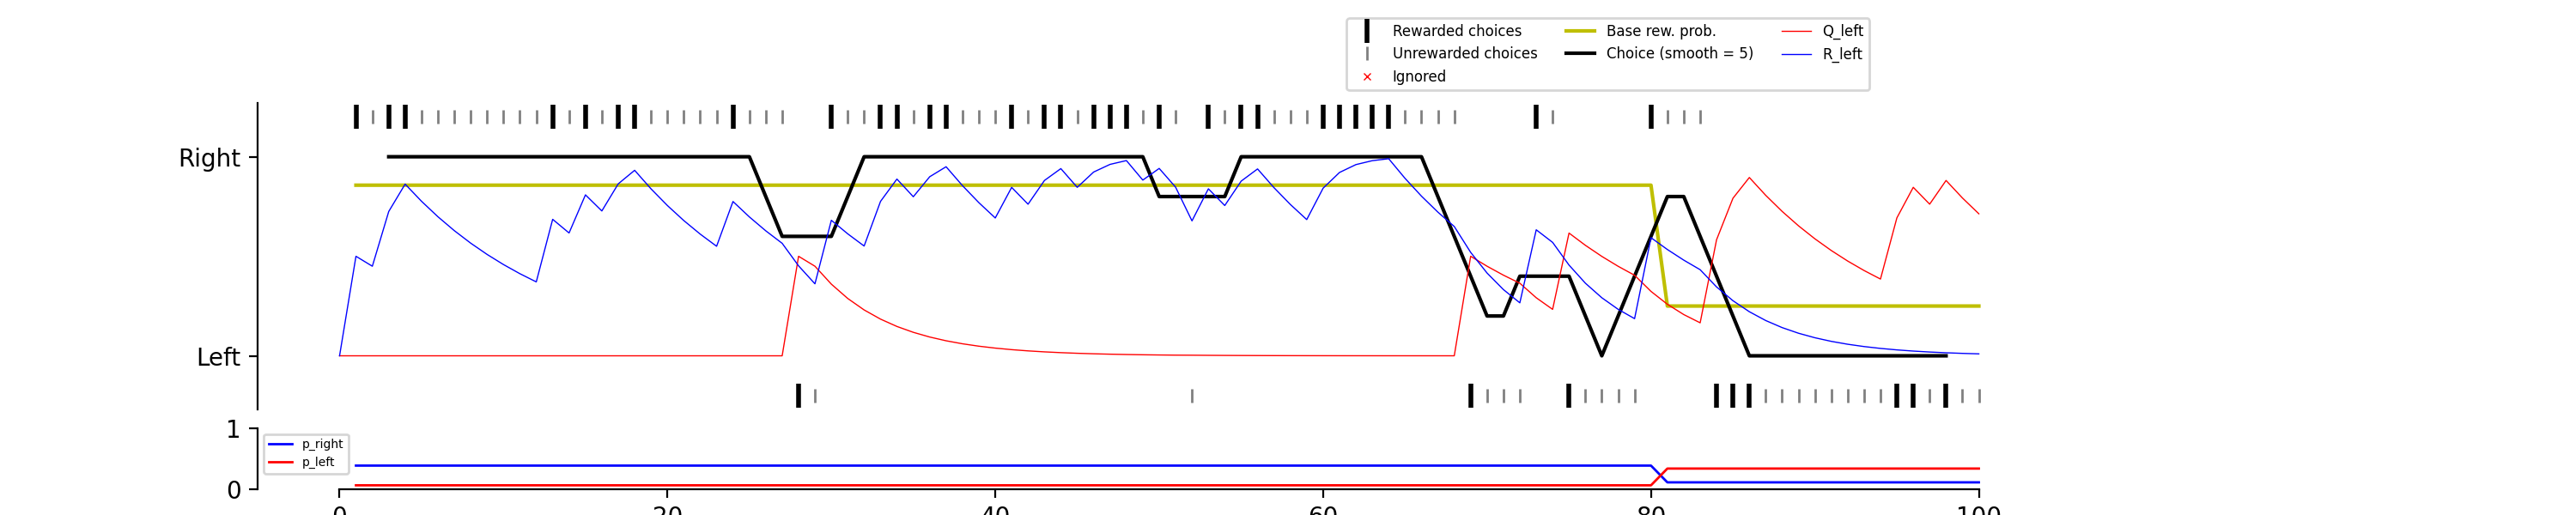 Rewarded choices
Unrewarded choices
Ignored
Base rew. prob.
Choice (smooth = 5)
Q_left
R_left
Right
Left
1
0
p_right
p_left
0 20 40 60 80 100